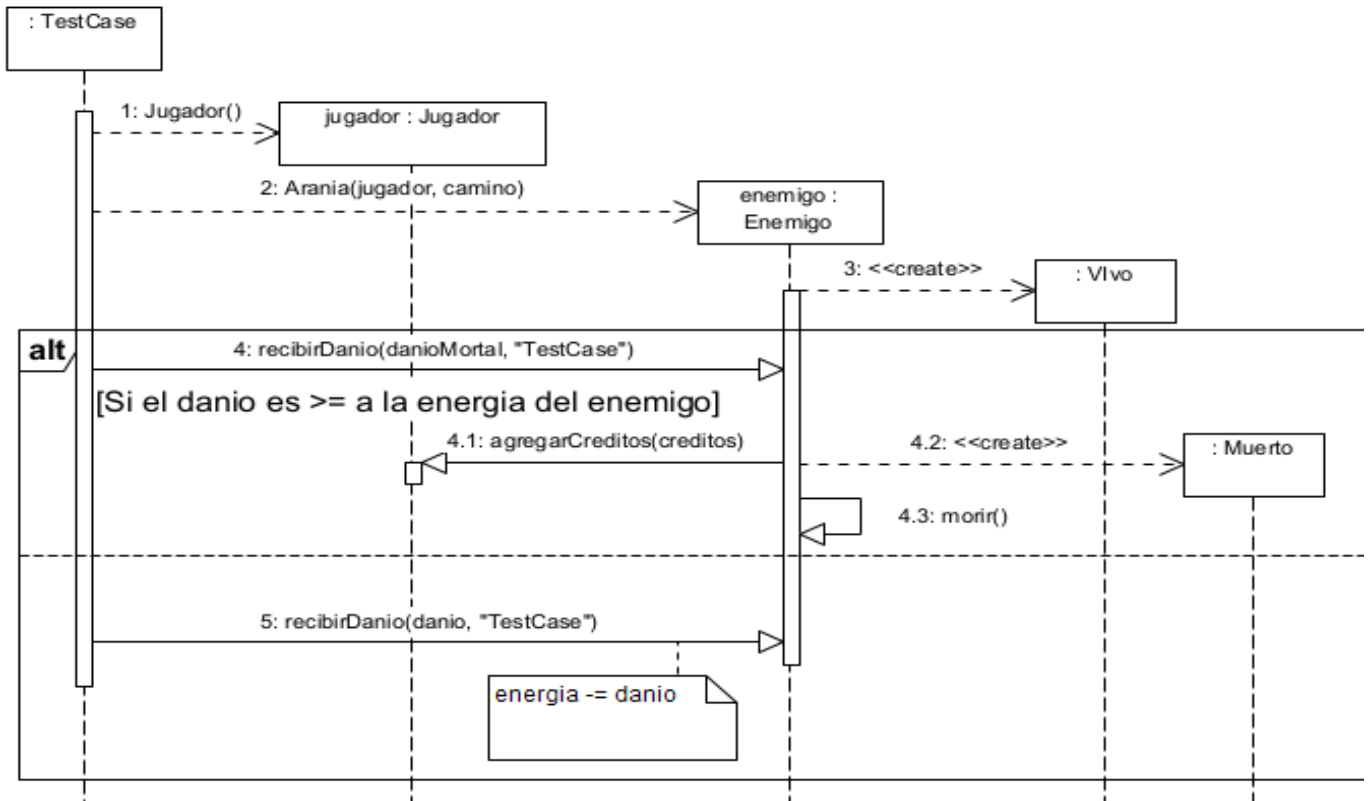 : TestCase
1: Jugador()
jugador : Jugador
2: Arania(jugador, camino)
enemigo :
Enemigo
3: <<create>>
: VIvo
alt
4: recibirDanio(danioMortal, "TestCase")
[Si el danio es >= a la energia del enemigo]
4.1: agregarCreditos(creditos)
4.2: <<create>>
: Muerto
4.3: morir()
5: recibirDanio(danio, "TestCase")
energia -= danio